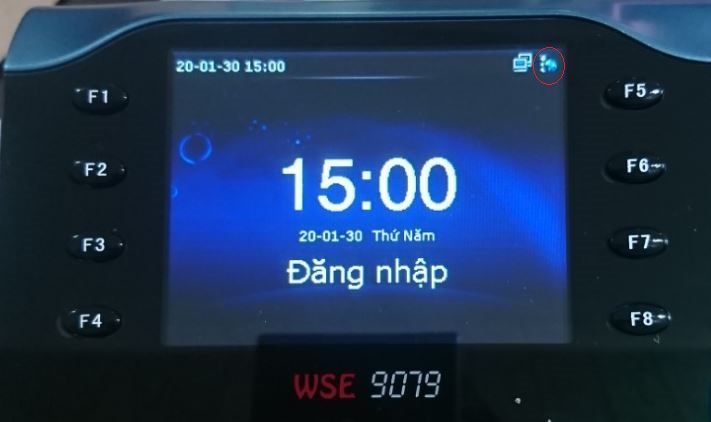 20-01-30 15:00
F1
F5
15:00
F2
F6
20-01-30 Thứ Năm
F3
F7
Đăng nhập
F4
F8
WSE 9079